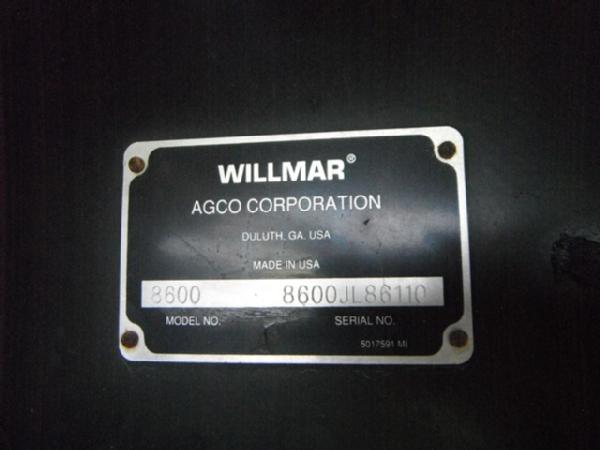 WILLMAR®
AGCO CORPORATION
DULUTH, GA. USA
MADE IN USA
8600 8600JL86110
MODEL NO. SERIAL NO.
5017591 MI